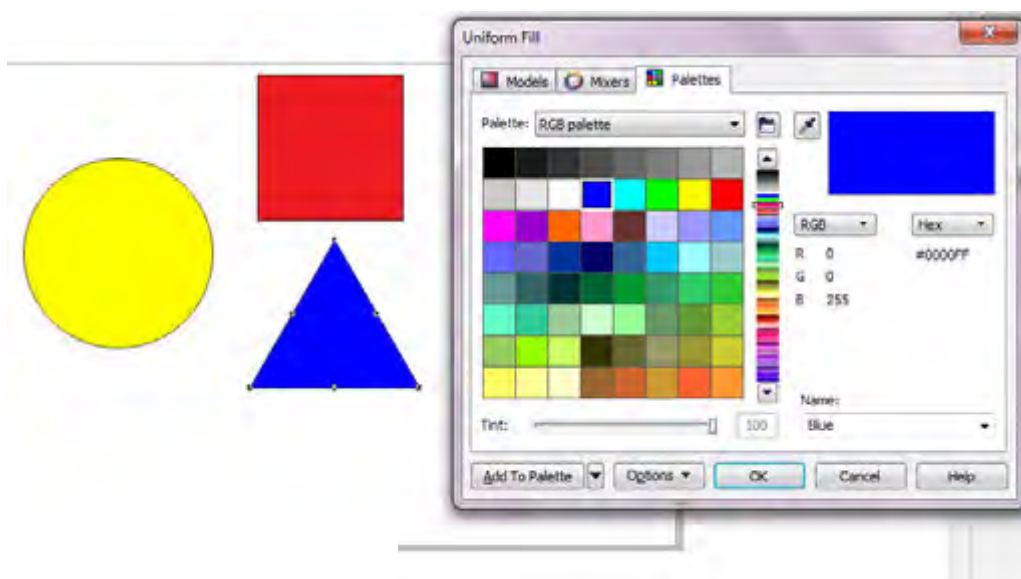 Uniform Fill
Models Mixers Palettes
Palette: RGB palette
RGB Hex
R 0 #0000FF
G 0
B 255
Name:
Tint: 100 Blue
Add To Palette Options OK Cancel Help